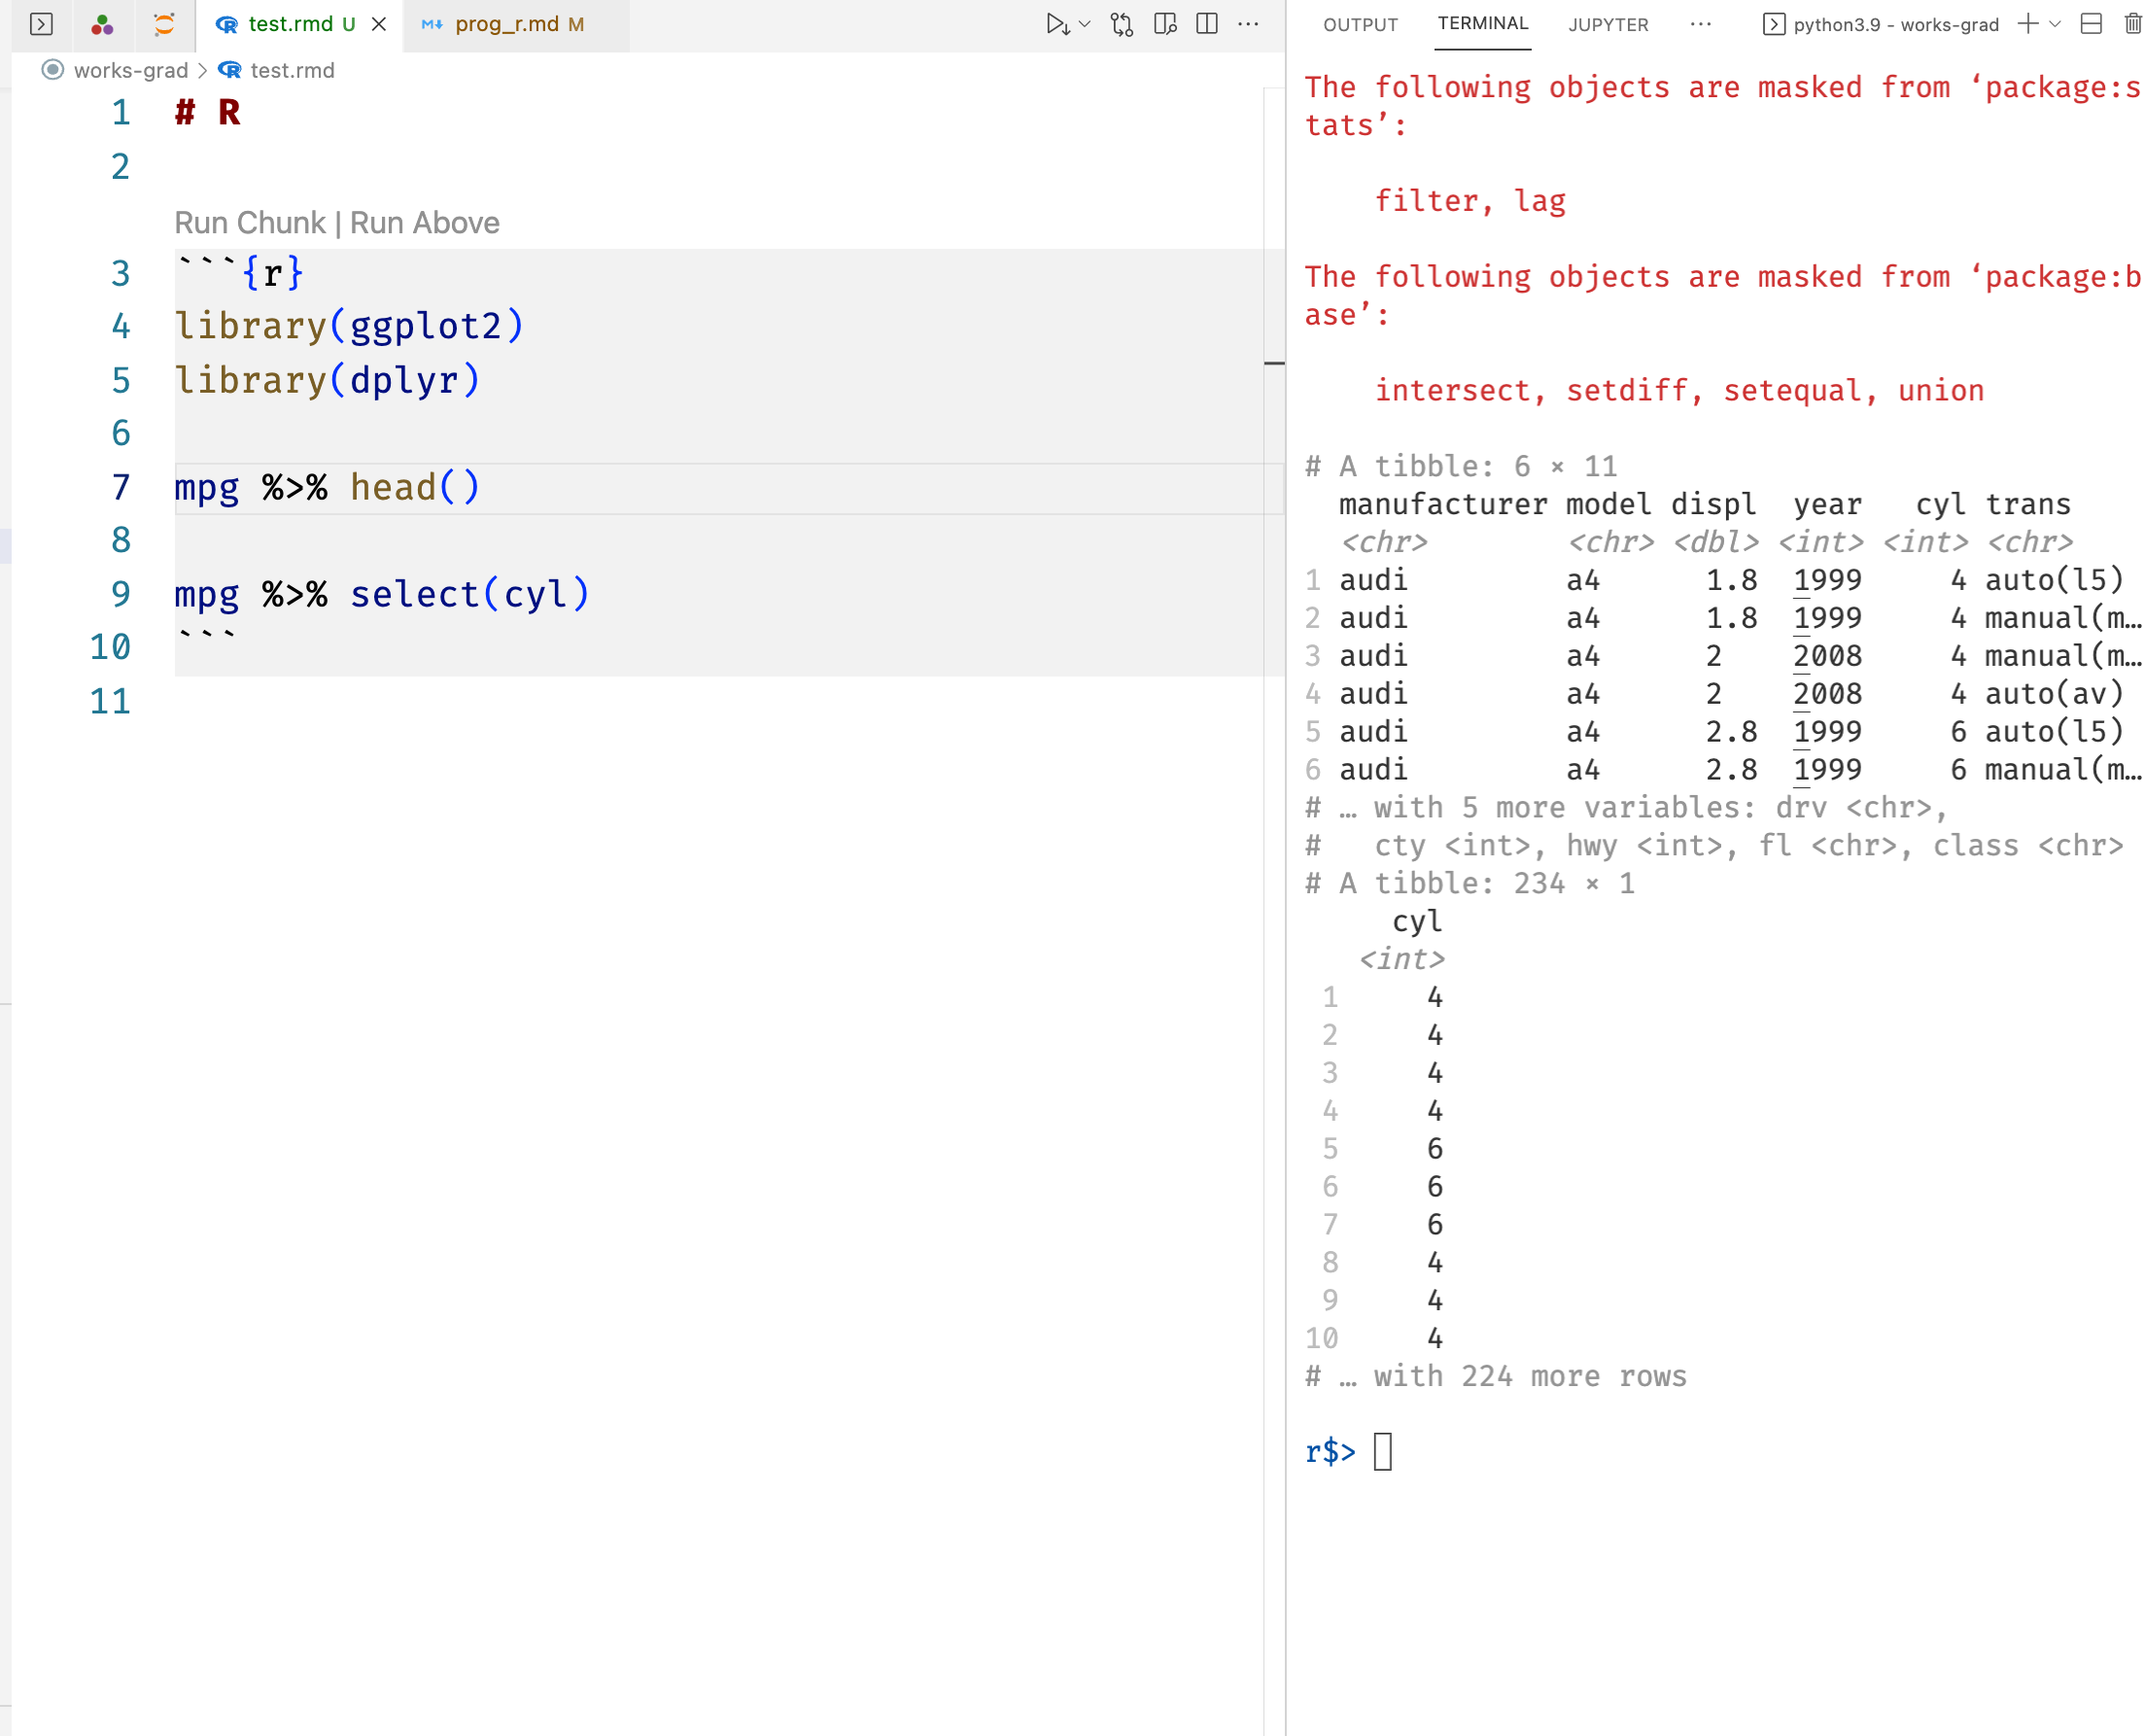 test.rmd U
prog_r.md M
works-grad > test.rmd
1 # R
2
Run Chunk | Run Above
3 ```{r}
4 library(ggplot2)
5 library(dplyr)
6
7 mpg %>% head()
8
9 mpg %>% select(cyl)
10 ```
11
OUTPUT TERMINAL JUPYTER ··· python3.9 - works-grad
The following objects are masked from ‘package:s
tats’:
filter, lag
The following objects are masked from ‘package:b
ase’:
intersect, setdiff, setequal, union
# A tibble: 6 × 11
manufacturer model displ year cyl trans
<chr> <chr> <dbl> <int> <int> <chr>
1 audi a4 1.8 1999 4 auto(l5)
2 audi a4 1.8 1999 4 manual(m…
3 audi a4 2 2008 4 manual(m…
4 audi a4 2 2008 4 auto(av)
5 audi a4 2.8 1999 6 auto(l5)
6 audi a4 2.8 1999 6 manual(m…
# … with 5 more variables: drv <chr>,
# cty <int>, hwy <int>, fl <chr>, class <chr>
# A tibble: 234 × 1
cyl
<int>
1 4
2 4
3 4
4 4
5 6
6 6
7 6
8 4
9 4
10 4
# … with 224 more rows
r$>